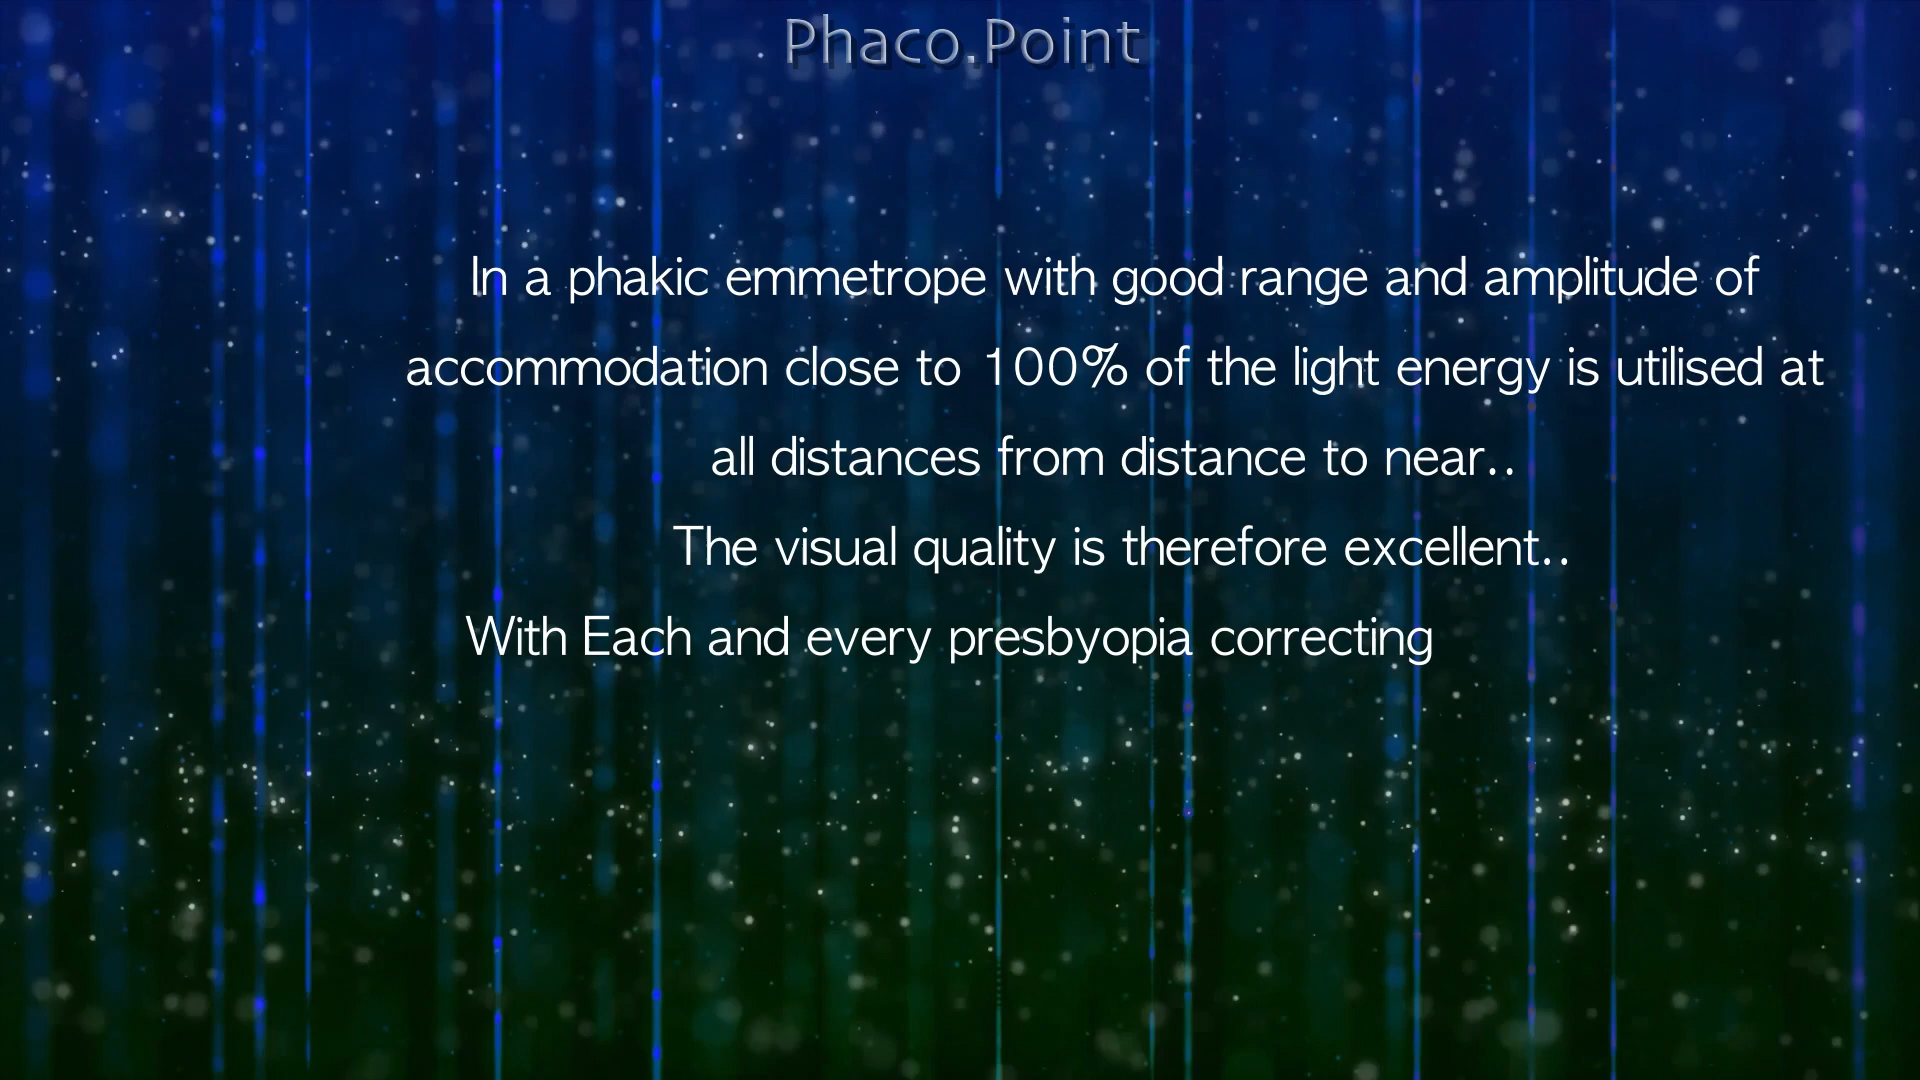 Phaco.Point
In a phakic emmetrope with good range and amplitude of
accommodation close to 100% of the light energy is utilised at
all distances from distance to near..
The visual quality is therefore excellent..
With Each and every presbyopia correcting